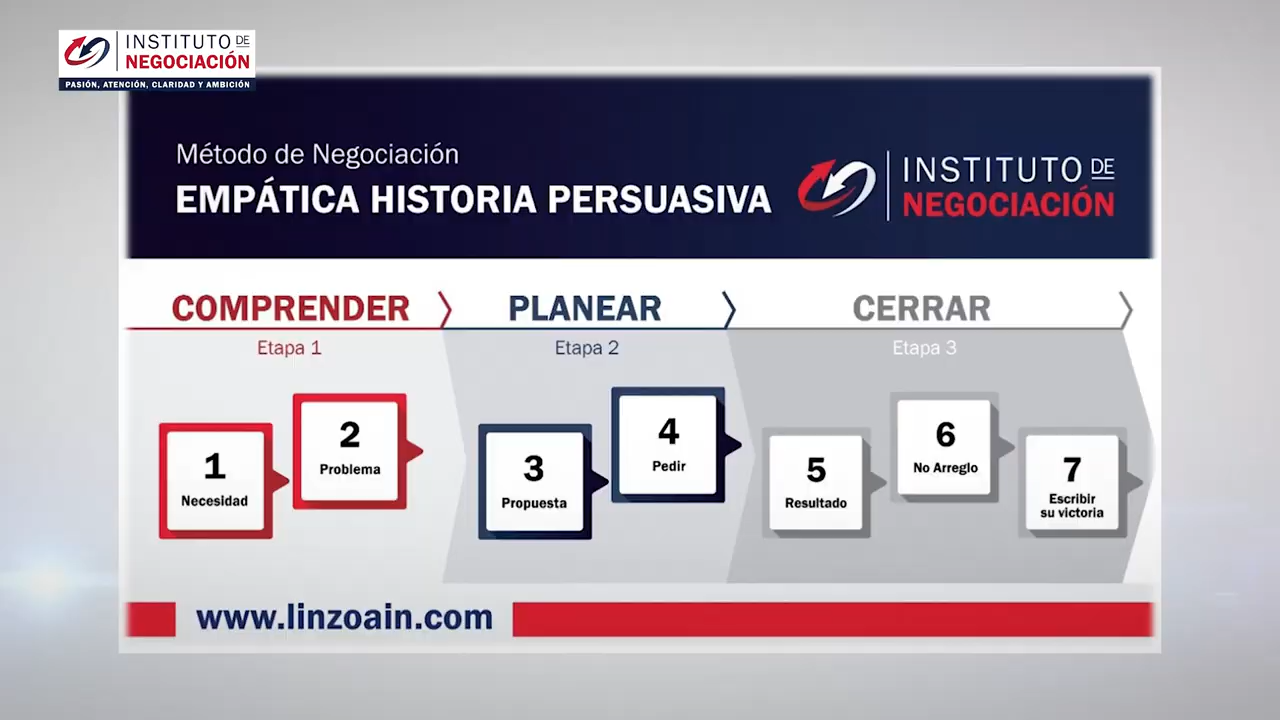 INSTITUTO DE
NEGOCIACIÓN
PASIÓN, ATENCIÓN, CLARIDAD Y AMBICIÓN
Método de Negociación
EMPÁTICA HISTORIA PERSUASIVA
INSTITUTO DE
NEGOCIACIÓN
COMPRENDER
Etapa 1
1
Necesidad
2
Problema
PLANEAR
Etapa 2
3
Propuesta
4
Pedir
CERRAR
Etapa 3
5
Resultado
6
No Arreglo
7
Escribir
su victoria
www.linzoain.com